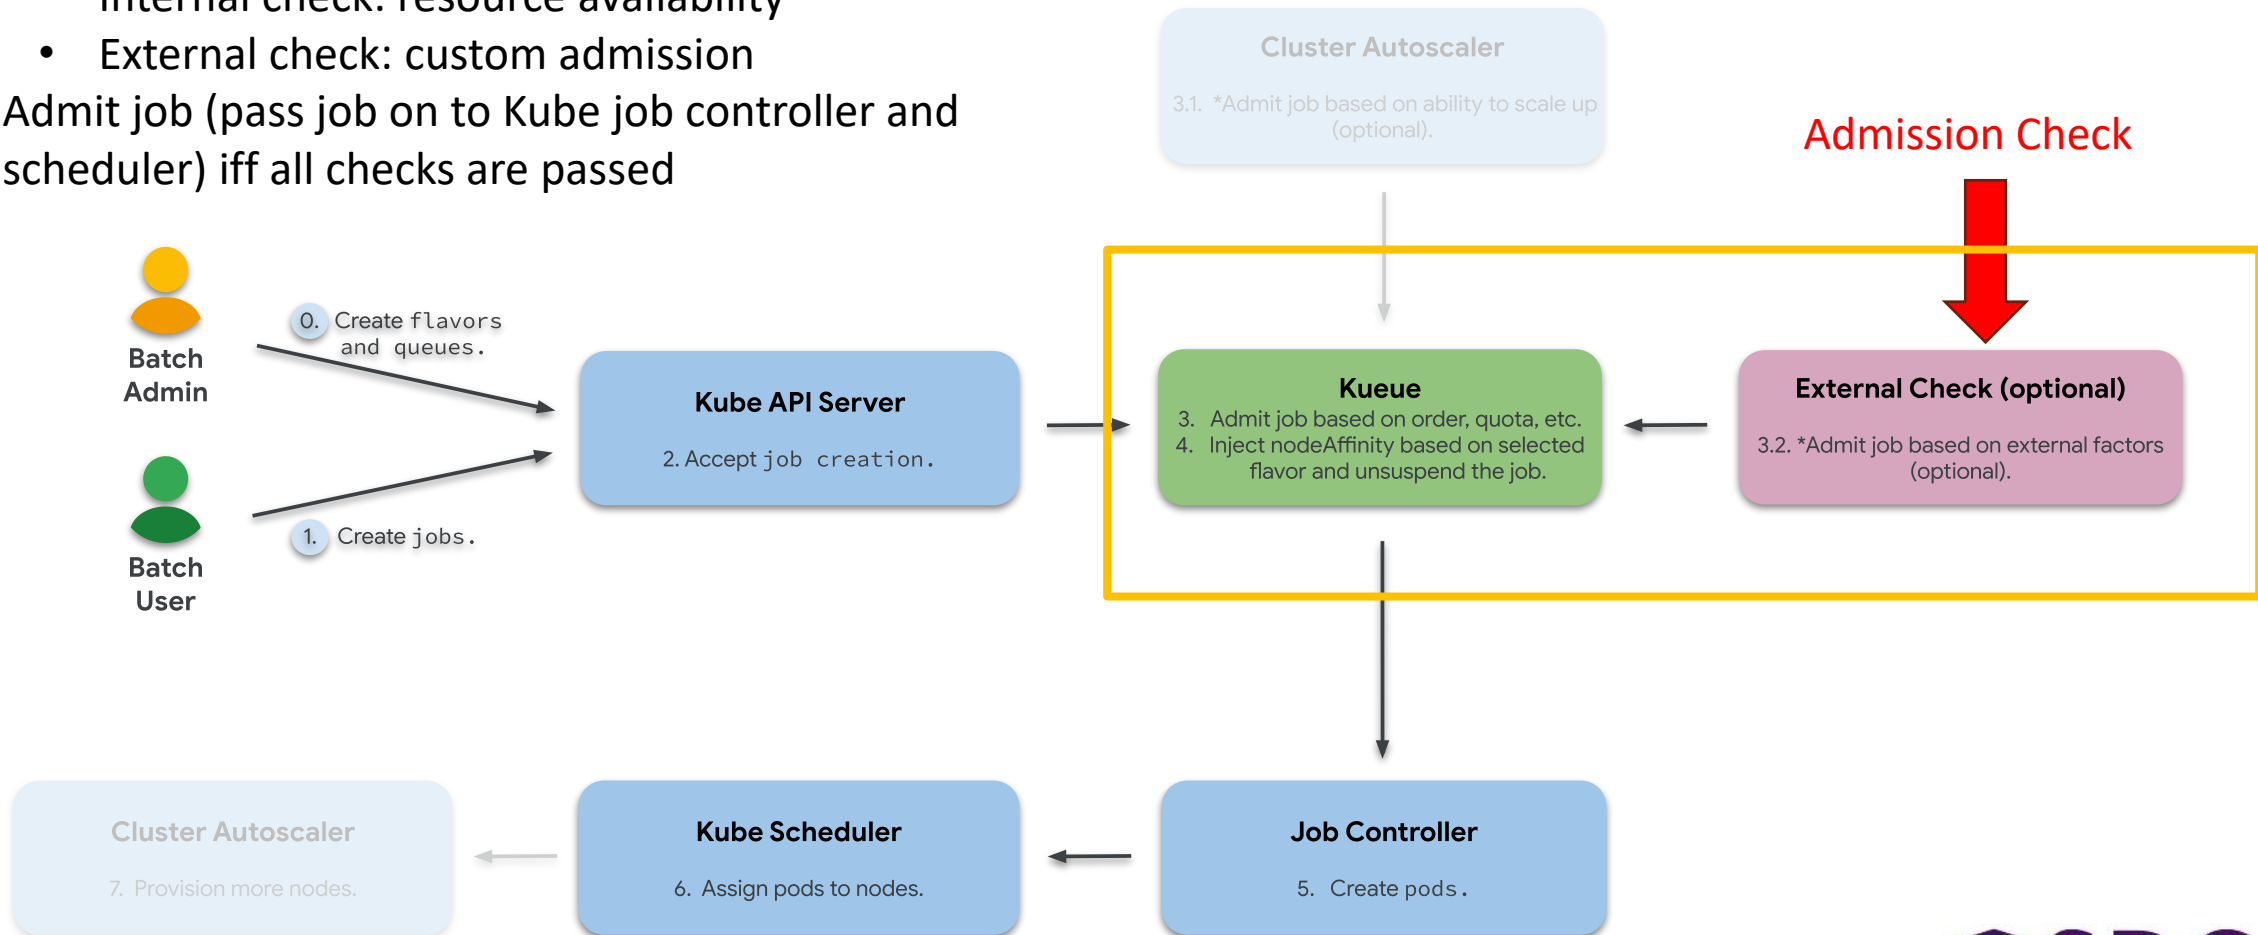 Internal check: resource availability
• External check: custom admission
Admit job (pass job on to Kube job controller and
scheduler) iff all checks are passed
Cluster Autoscaler
3.1. *Admit job based on ability to scale up
(optional).
Admission Check
Batch
Admin
0. Create flavors
and queues.
Batch
User
1. Create jobs.
Kube API Server
2. Accept job creation.
Kueue
3. Admit job based on order, quota, etc.
4. Inject nodeAffinity based on selected
flavor and unsuspend the job.
External Check (optional)
3.2. *Admit job based on external factors
(optional).
Cluster Autoscaler
7. Provision more nodes.
Kube Scheduler
6. Assign pods to nodes.
Job Controller
5. Create pods.